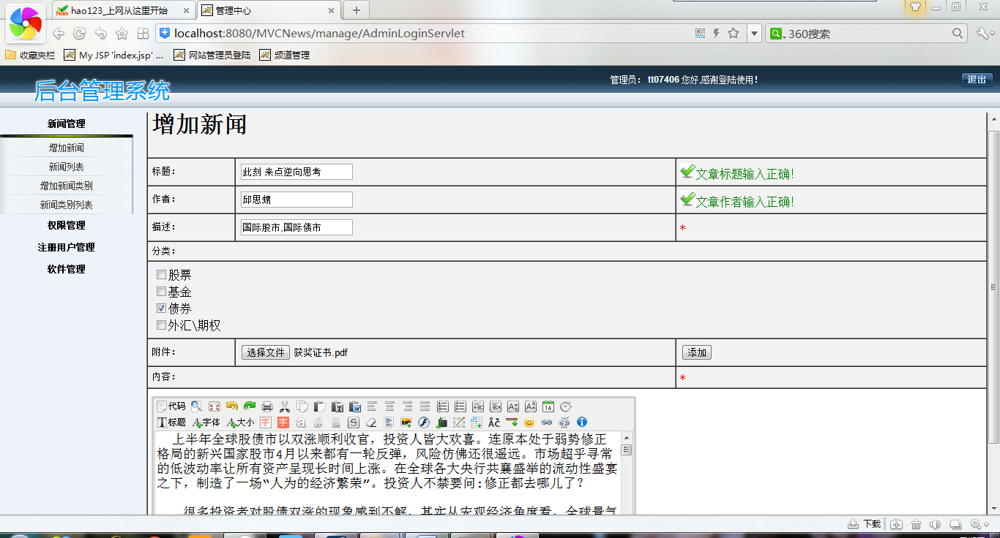 hao123_上网从这里开始
管理中心
localhost:8080/MVCNews/manage/AdminLoginServlet
360搜索
收藏夹栏
My JSP 'index.jsp' ...
网站管理员登陆
频道管理
后台管理系统
管理员： tt07406 您好,感谢登陆使用！
退出
新闻管理
增加新闻
新闻列表
增加新闻类别
新闻类别列表
权限管理
注册用户管理
软件管理
增加新闻
标题： 此刻 来点逆向思考 文章标题输入正确！
作者： 邱思甥 文章作者输入正确！
描述： 国际股市,国际债市 *
分类：
股票
基金
债券
外汇\期权
附件： 选择文件 获奖证书.pdf 添加
内容： *
代码
标题 字体 大小
上半年全球股债市以双涨顺利收官，投资人皆大欢喜。连原本处于弱势修正
格局的新兴国家股市4月以来都有一轮反弹，风险仿佛还很遥远。市场超乎寻常
的低波动率让所有资产呈现长时间上涨。在全球各大央行共襄盛举的流动性盛宴
之下，制造了一场“人为的经济繁荣”。投资人不禁要问:修正都去哪儿了？
很多投资者对股债双涨的现象感到不解，其实从宏观经济角度看，全球景气
下载